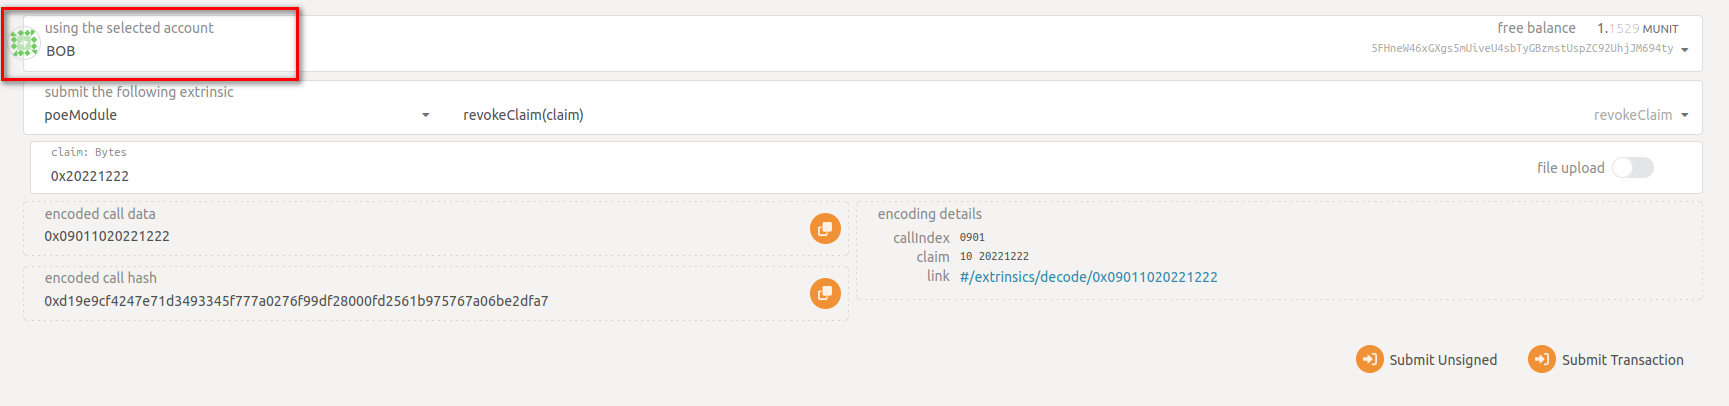 using the selected account
BOB
free balance 1.1529 MUNIT
5FHneW46xGXgs5mUiveU4sbTyGBzmstUspZC92UhjJM694ty
submit the following extrinsic
poeModule revokeClaim(claim) revokeClaim
claim: Bytes
0x20221222
file upload
encoded call data
0x09011020221222
encoded call hash
0xd19e9cf4247e71d3493345f777a0276f99df28000fd2561b975767a06be2dfa7
encoding details
callIndex 0901
claim 10 20221222
link #/extrinsics/decode/0x09011020221222
Submit Unsigned Submit Transaction